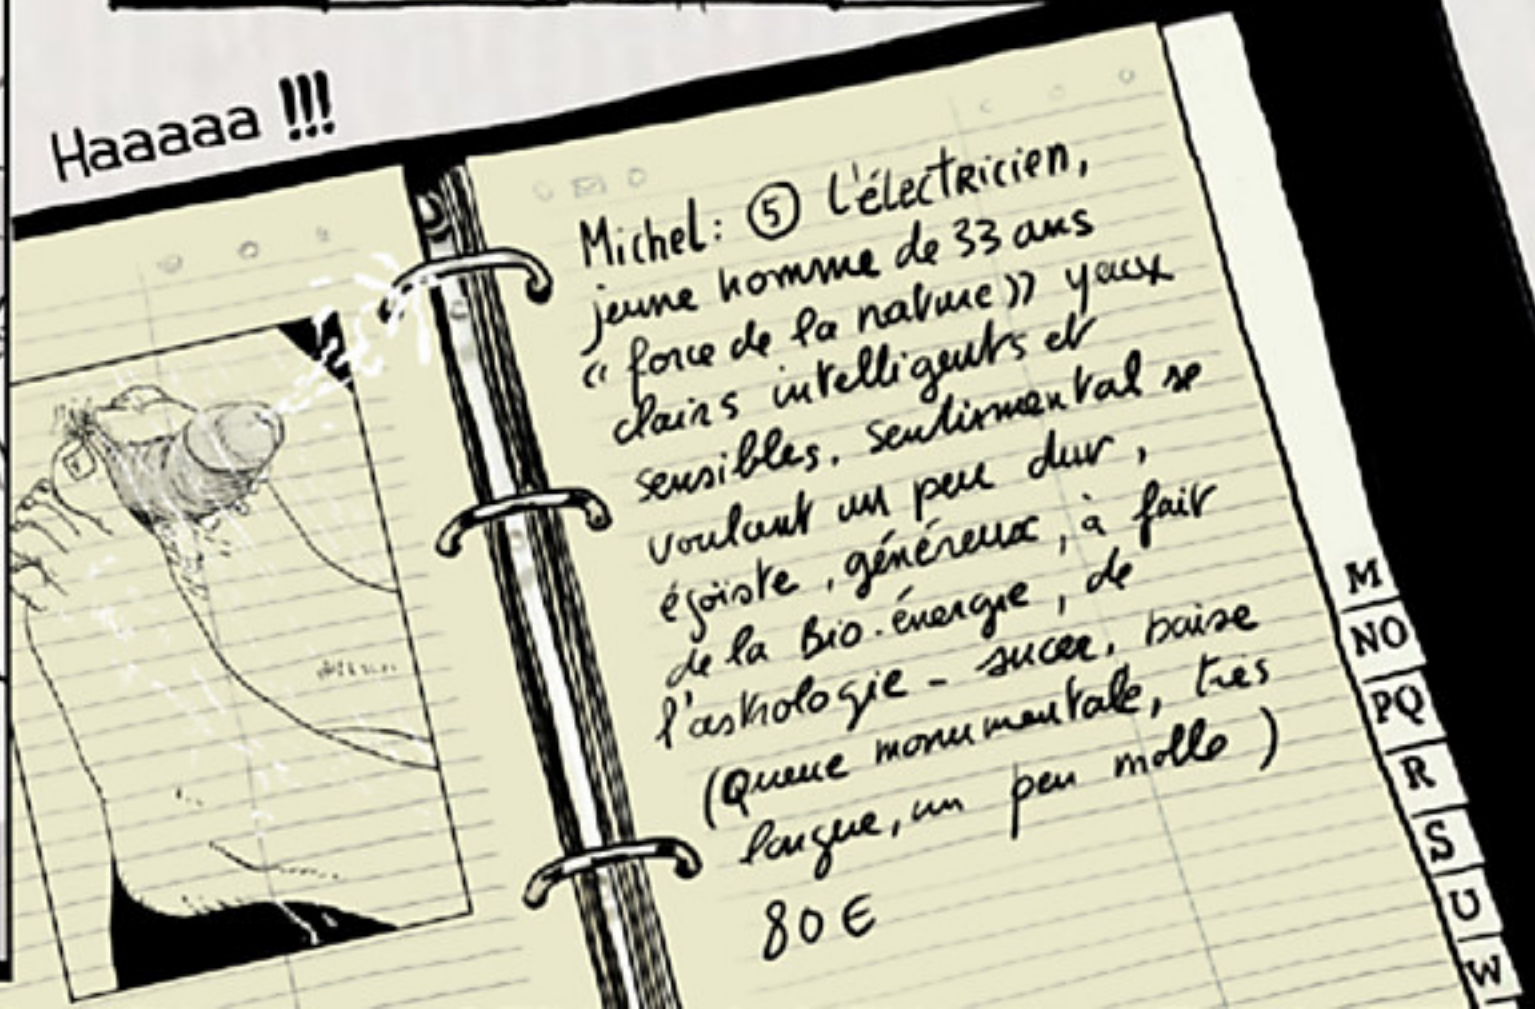 Haaaaa !!!
Michel : ⑤ L'électricien,
jeune homme de 33 ans
« force de la nature » yeux
clairs intelligents et
sensibles. sentimental se
voulant un peu dur,
égoïste, généreux, à fait
de la Bio-énergie, de
l'astrologie - sucer, baise
(Queue monumentale, très
longue, un peu molle)
80 €
M
NO
PQ
R
S
U
W